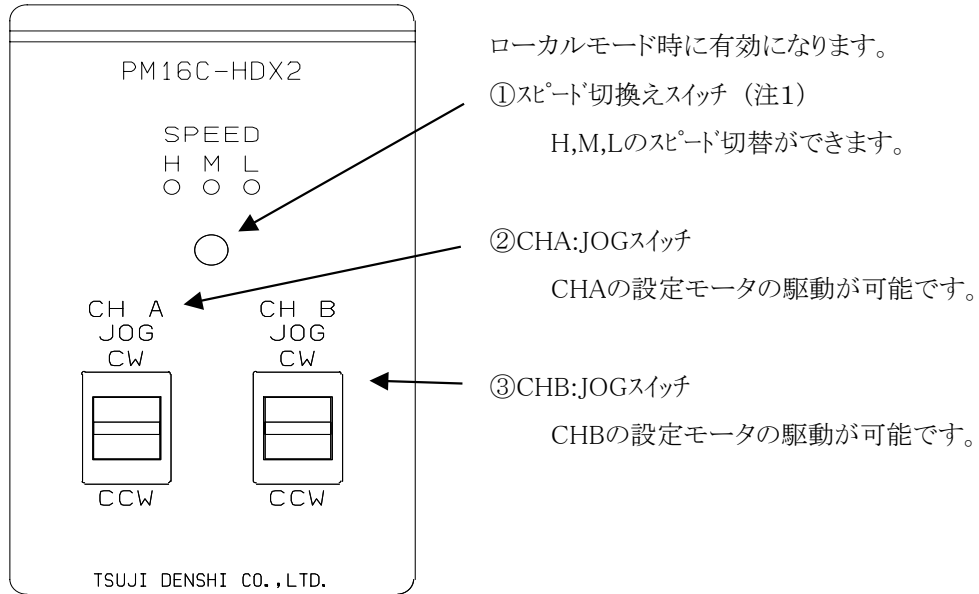 PM16C-HDX2
SPEED
H M L
CH A
JOG
CW
CCW
CH B
JOG
CW
CCW
TSUJI DENSHI CO.,LTD.
ローカルモード時に有効になります。
①スピード切換えスイッチ（注1）
H,M,Lのスピード切替ができます。
②CHA:JOGスイッチ
CHAの設定モータの駆動が可能です。
③CHB:JOGスイッチ
CHBの設定モータの駆動が可能です。